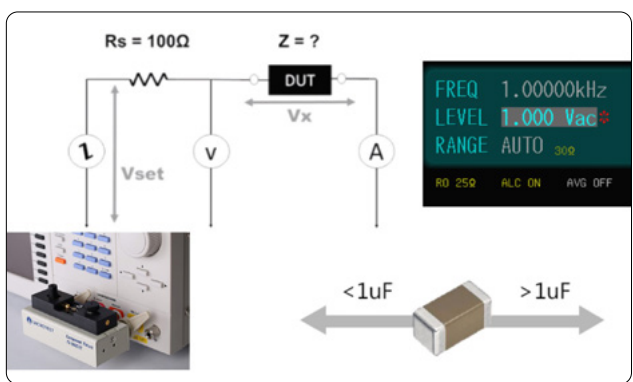 Rs = 100Ω
Z = ?
DUT
Vx
Vset
V
A
FREQ 1.00000kHz
LEVEL 1.000 Vac*
RANGE AUTO 30Ω
RO 25Ω ALC ON AVG OFF
<1uF
>1uF